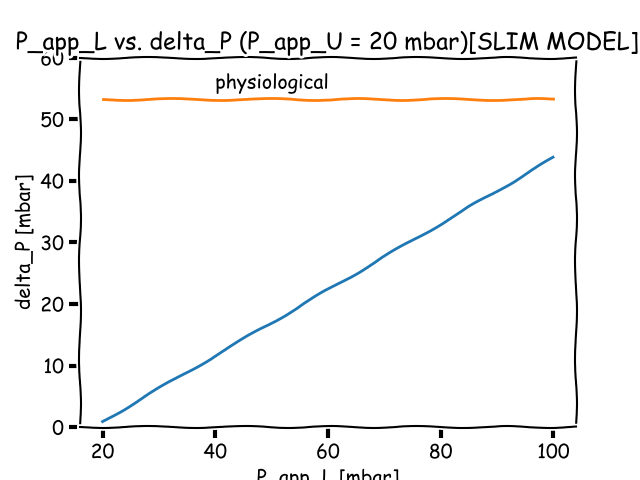 P_app_L vs. delta_P (P_app_U = 20 mbar)[SLIM MODEL]
60
physiological
50
40
30
20
10
0
delta_P [mbar]
20 40 60 80 100
P_app_L [mbar]